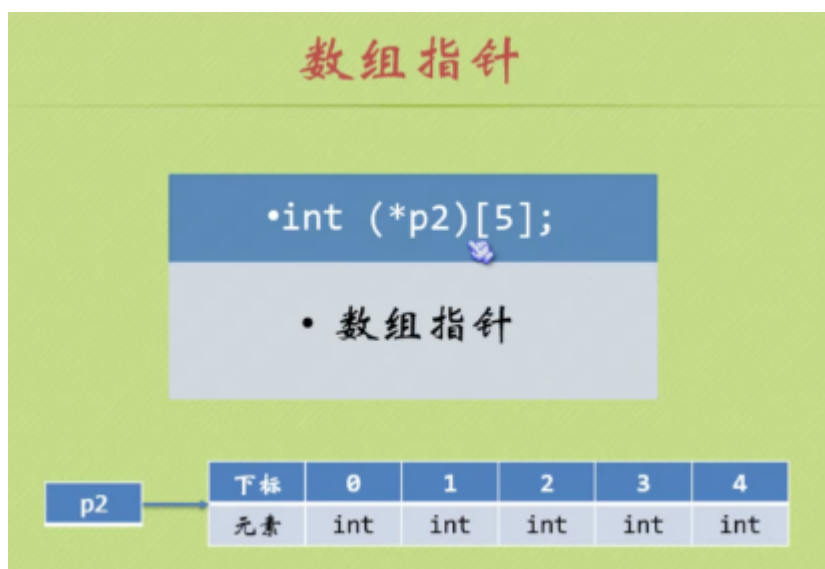 数组指针
•int (*p2)[5];
• 数组指针
p2
下标 0 1 2 3 4
元素 int int int int int